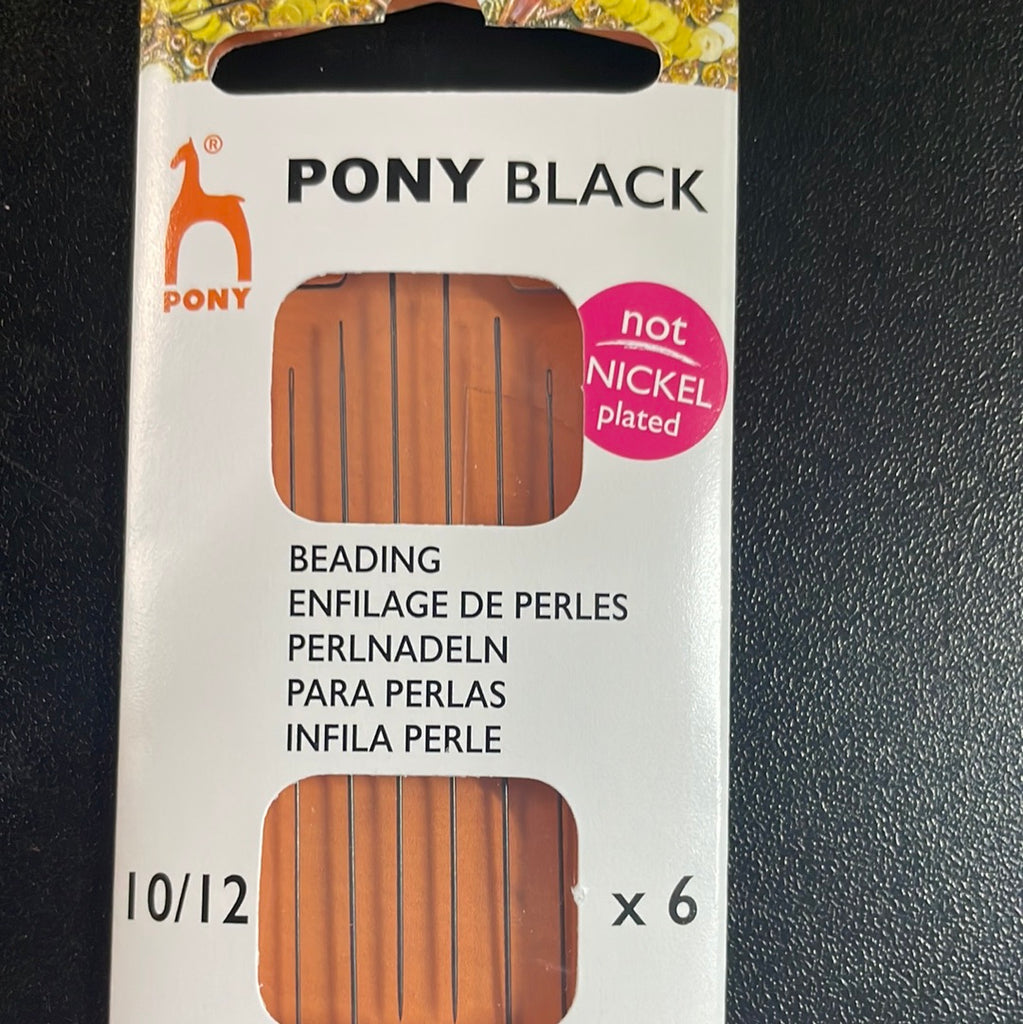 ®
PONY BLACK
PONY
not
NICKEL
plated
BEADING
ENFILAGE DE PERLES
PERLNADELN
PARA PERLAS
INFILA PERLE
10/12
x 6